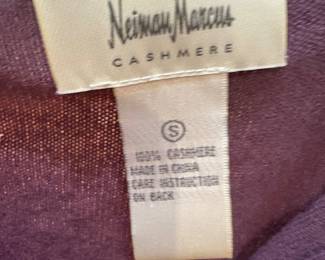 Neiman Marcus
CASHMERE
S
100% CASHMERE
MADE IN CHINA
CARE INSTRUCTION
ON BACK